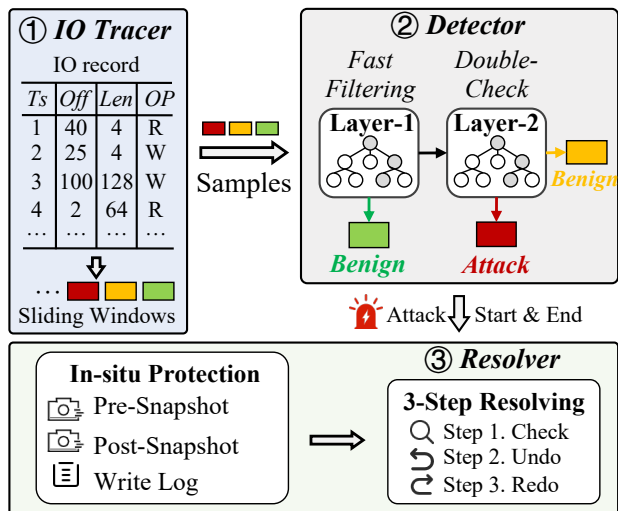 ① IO Tracer
IO record
Ts Off Len OP
1 40 4 R
2 25 4 W
3 100 128 W
4 2 64 R
... ... ... ...
...
Sliding Windows
Samples
② Detector
Fast Filtering
Double-Check
Layer-1
Layer-2
Benign
Benign
Attack
Attack Start & End
③ Resolver
In-situ Protection
Pre-Snapshot
Post-Snapshot
Write Log
3-Step Resolving
Step 1. Check
Step 2. Undo
Step 3. Redo